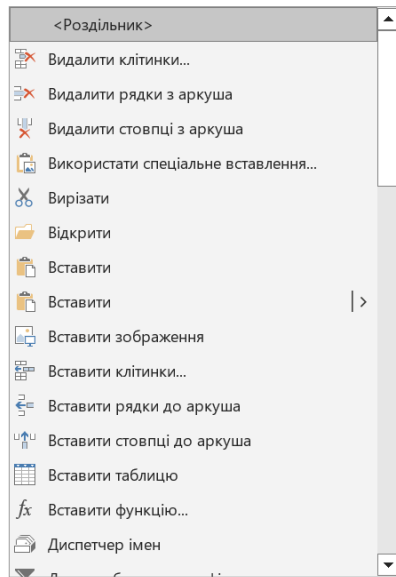 <Роздільник>
Видалити клітинки...
Видалити рядки з аркуша
Видалити стовпці з аркуша
Використати спеціальне вставлення...
Вирізати
Відкрити
Вставити
Вставити
Вставити зображення
Вставити клітинки...
Вставити рядки до аркуша
Вставити стовпці до аркуша
Вставити таблицю
fx Вставити функцію...
Диспетчер імен